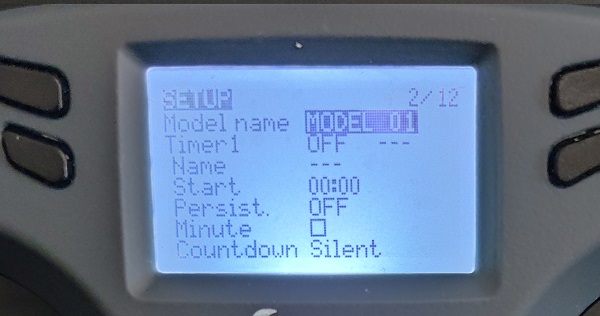 SETUP 2/12
Model name MODEL 01
Timer1 OFF ---
Name ---
Start 00:00
Persist. OFF
Minute
Countdown Silent